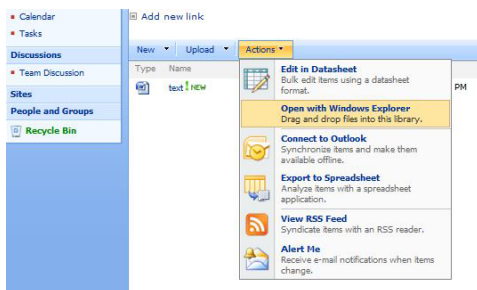 Calendar
Tasks
Discussions
Team Discussion
Sites
People and Groups
Recycle Bin
Add new link
New Upload Actions
Type Name
text NEW
PM
Edit in Datasheet
Bulk edit items using a datasheet
format.
Open with Windows Explorer
Drag and drop files into this library.
Connect to Outlook
Synchronize items and make them
available offline.
Export to Spreadsheet
Analyze items with a spreadsheet
application.
View RSS Feed
Syndicate items with an RSS reader.
Alert Me
Receive e-mail notifications when items
change.